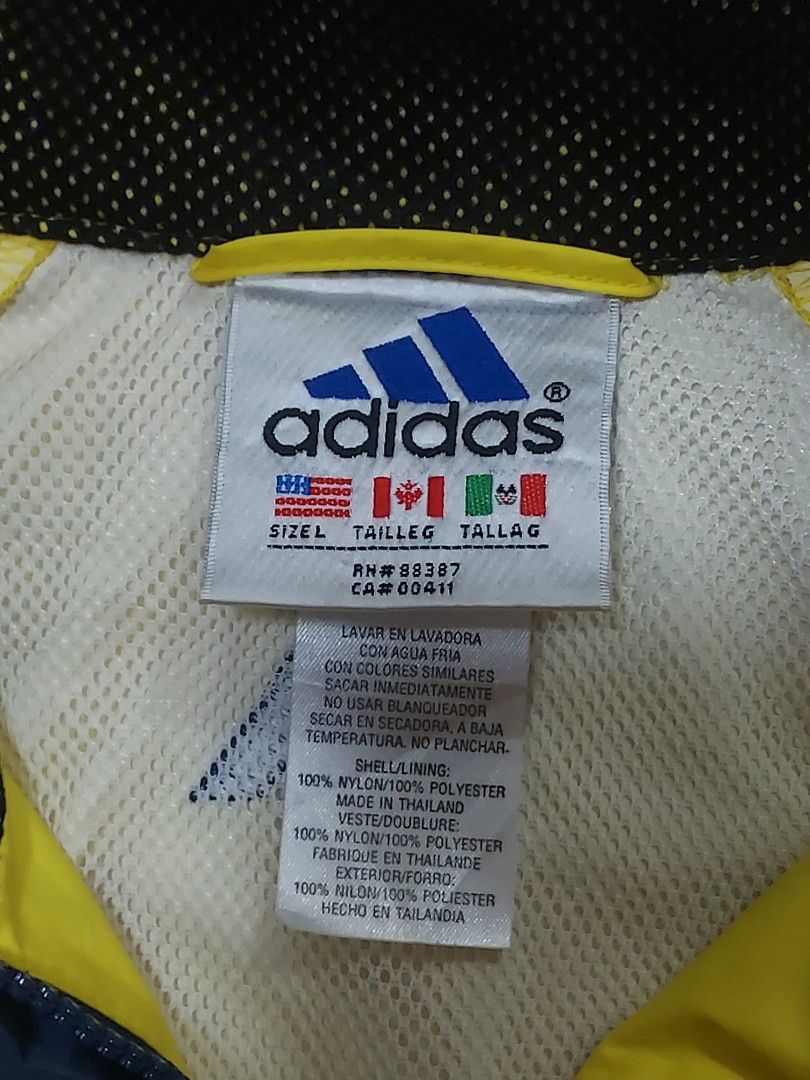 adidas®
SIZE L TAILLE G TALLA G
RN# 88387
CA# 00411
LAVAR EN LAVADORA
CON AGUA FRIA
CON COLORES SIMILARES
SACAR INMEDIATAMENTE
NO USAR BLANQUEADOR
SECAR EN SECADORA, A BAJA
TEMPERATURA. NO PLANCHAR.
SHELL/LINING:
100% NYLON/100% POLYESTER
MADE IN THAILAND
VESTE/DOUBLURE:
100% NYLON/100% POLYESTER
FABRIQUE EN THAILANDE
EXTERIOR/FORRO:
100% NILON/100% POLIESTER
HECHO EN TAILANDIA